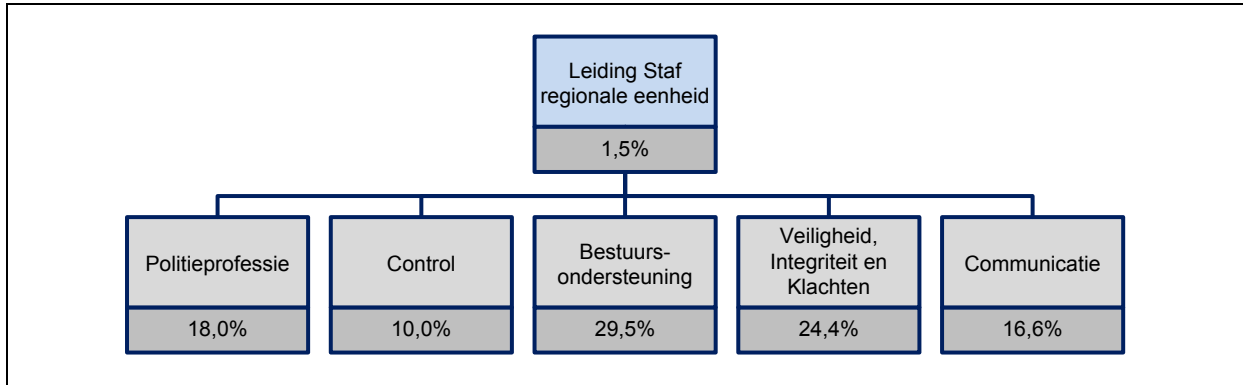 Leiding Staf
regionale eenheid
1,5%
Politieprofessie
18,0%
Control
10,0%
Bestuurs-
ondersteuning
29,5%
Veiligheid,
Integriteit en
Klachten
24,4%
Communicatie
16,6%